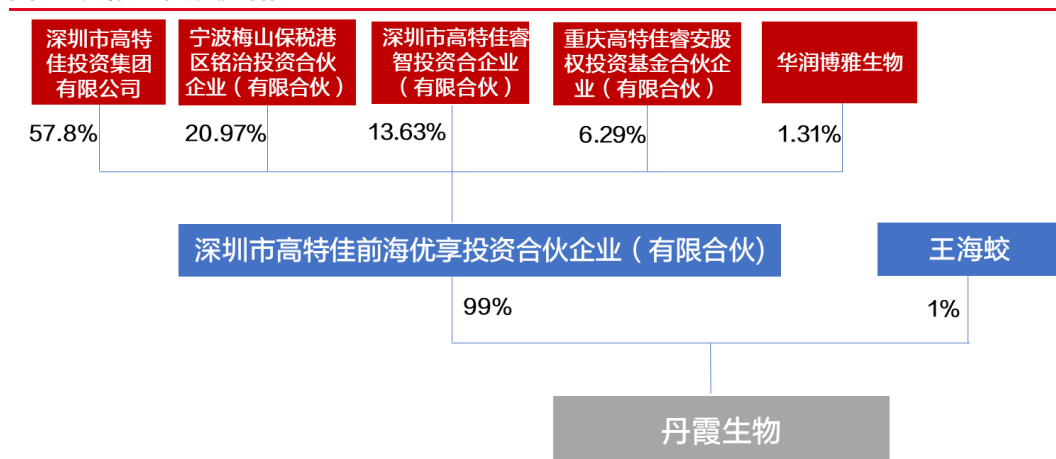 深圳市高特
佳投资集团
有限公司
宁波梅山保税港
区铭治投资合伙
企业（有限合伙）
深圳市高特佳睿
智投资合企业
（有限合伙）
重庆高特佳睿安股
权投资基金合伙企
业（有限合伙）
华润博雅生物
57.8%
20.97%
13.63%
6.29%
1.31%
深圳市高特佳前海优享投资合伙企业（有限合伙)
王海蛟
99%
1%
丹霞生物